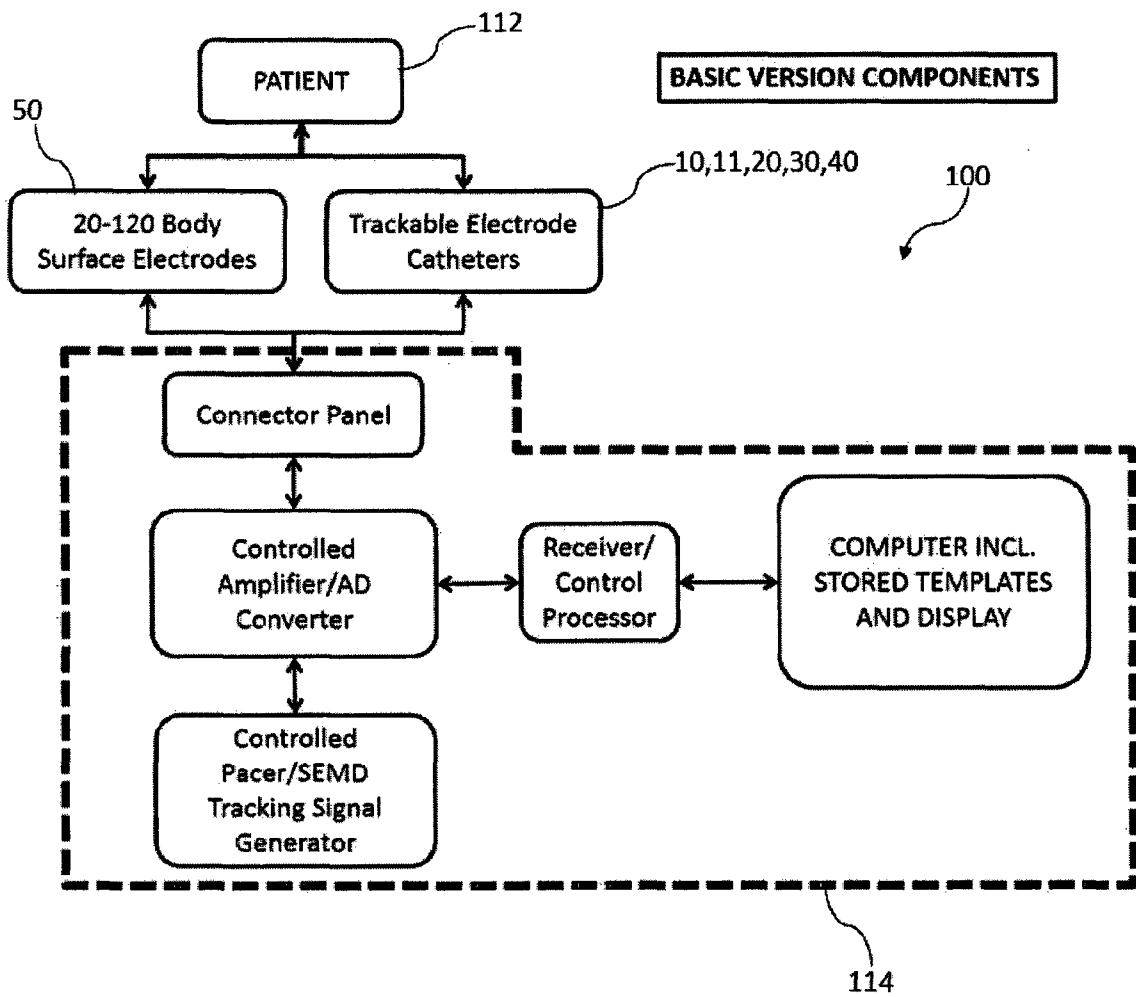 112
PATIENT
BASIC VERSION COMPONENTS
50
10,11,20,30,40
100
20-120 Body
Surface Electrodes
Trackable Electrode
Catheters
Connector Panel
Controlled
Amplifier/AD
Converter
Receiver/
Control
Processor
COMPUTER INCL.
STORED TEMPLATES
AND DISPLAY
Controlled
Pacer/SEMD
Tracking Signal
Generator
114